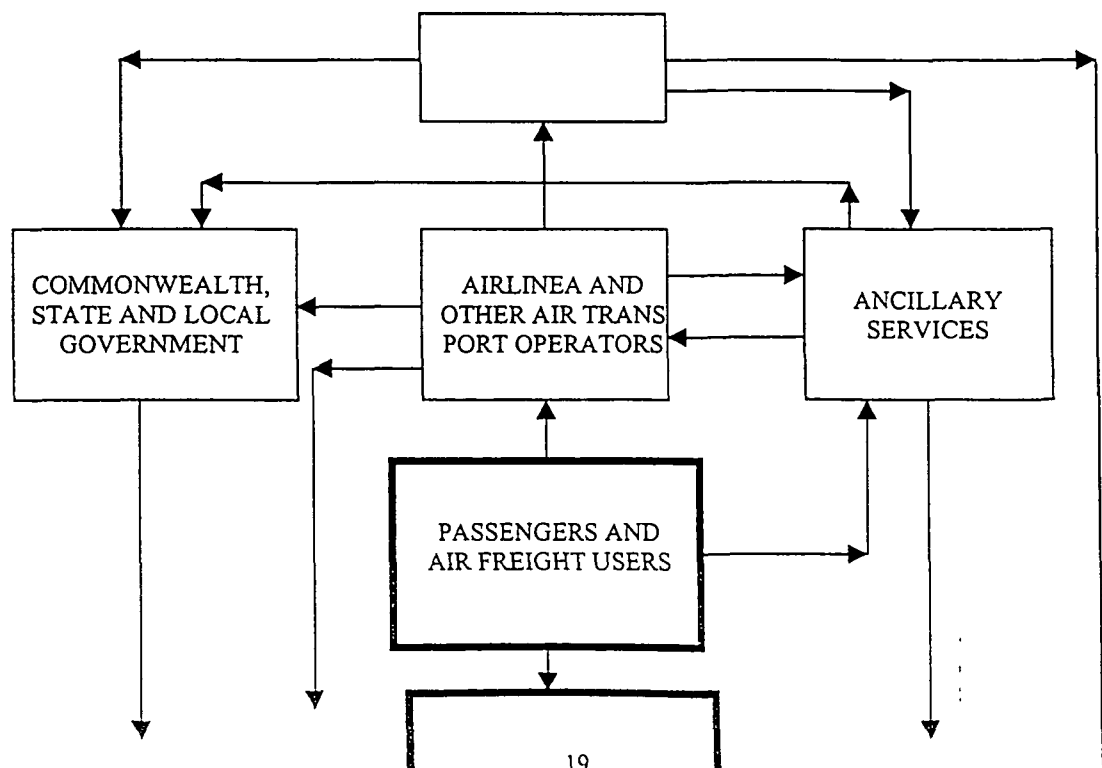 COMMONWEALTH,
STATE AND LOCAL
GOVERNMENT
AIRLINEA AND
OTHER AIR TRANS
PORT OPERATORS
ANCILLARY
SERVICES
PASSENGERS AND
AIR FREIGHT USERS
19